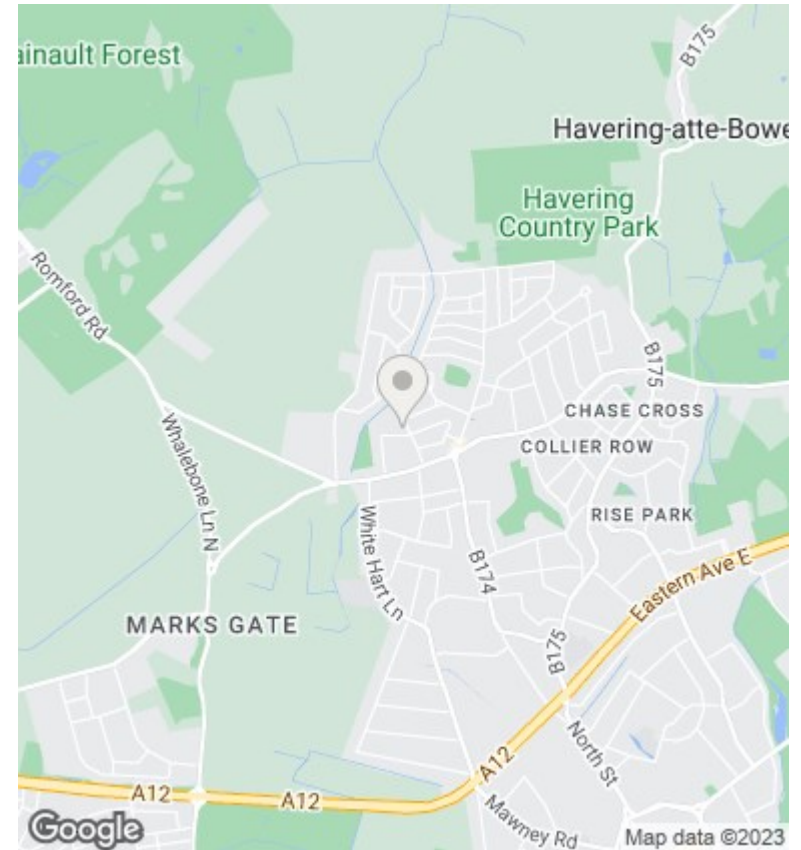 ainault Forest
B175
Havering-atte-Bowe
Havering
Country Park
Romford Rd
B175
CHASE CROSS
COLLIER ROW
Whalebone Ln N
RISE PARK
White Hart Ln
B174
Eastern Ave E
MARKS GATE
B175
North St
A12
A12
A12
Mawney Rd
Google
Map data ©2023